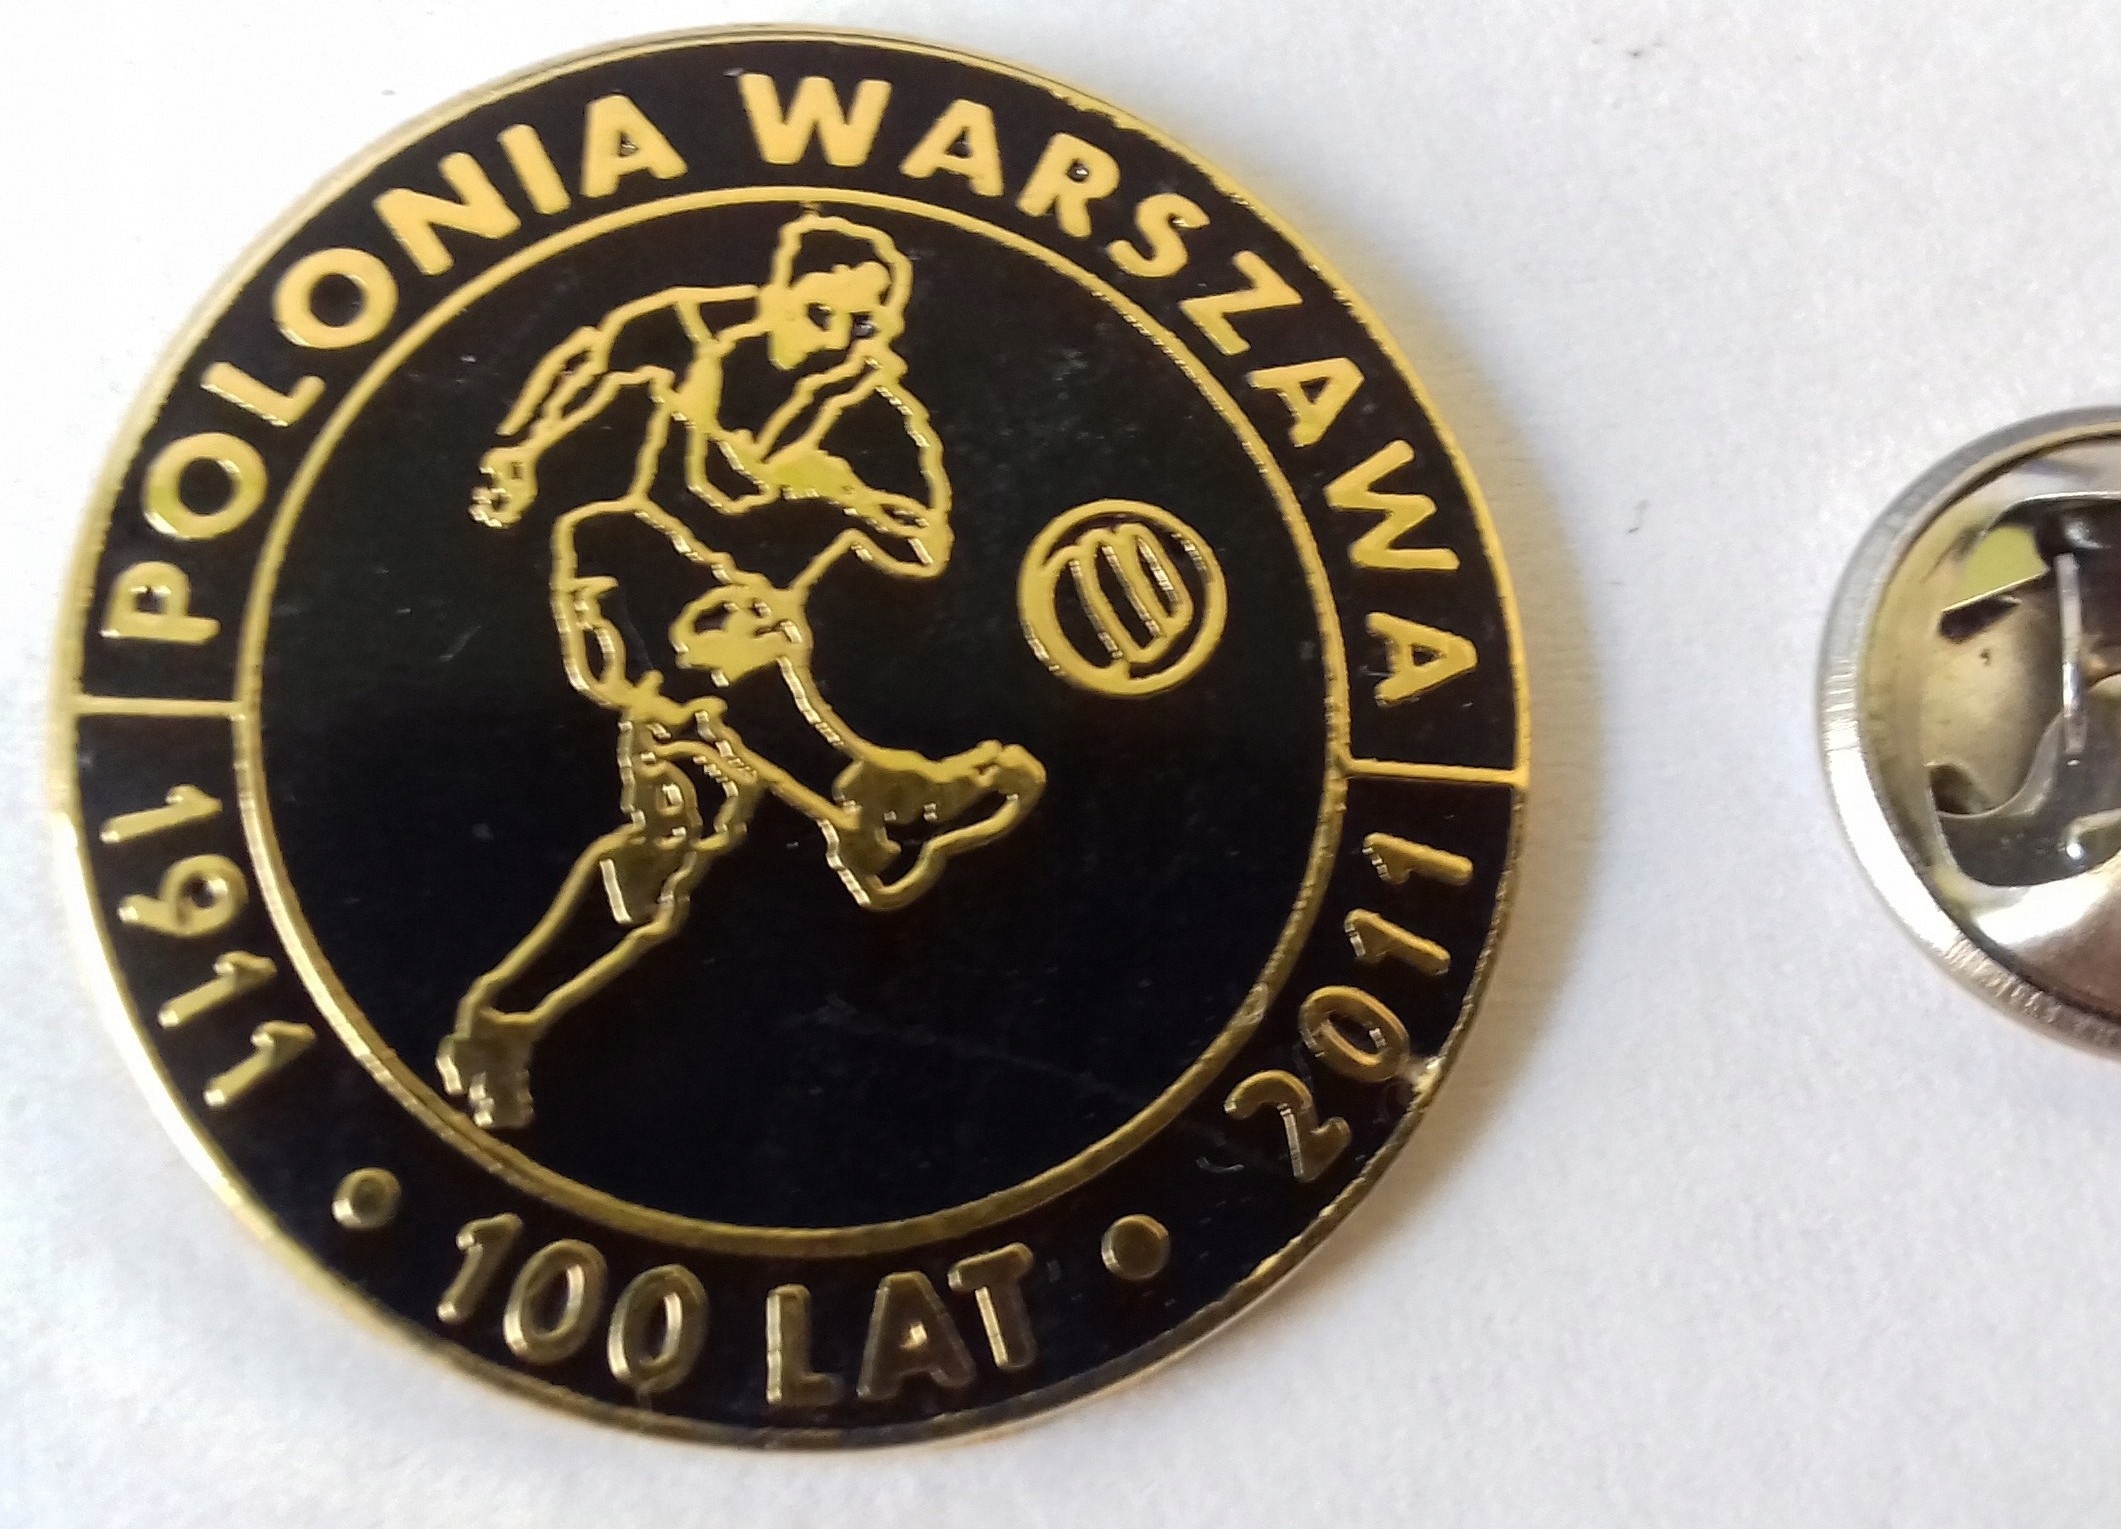 POLONIA WARSZAWA
1911 • 100 LAT • 2011